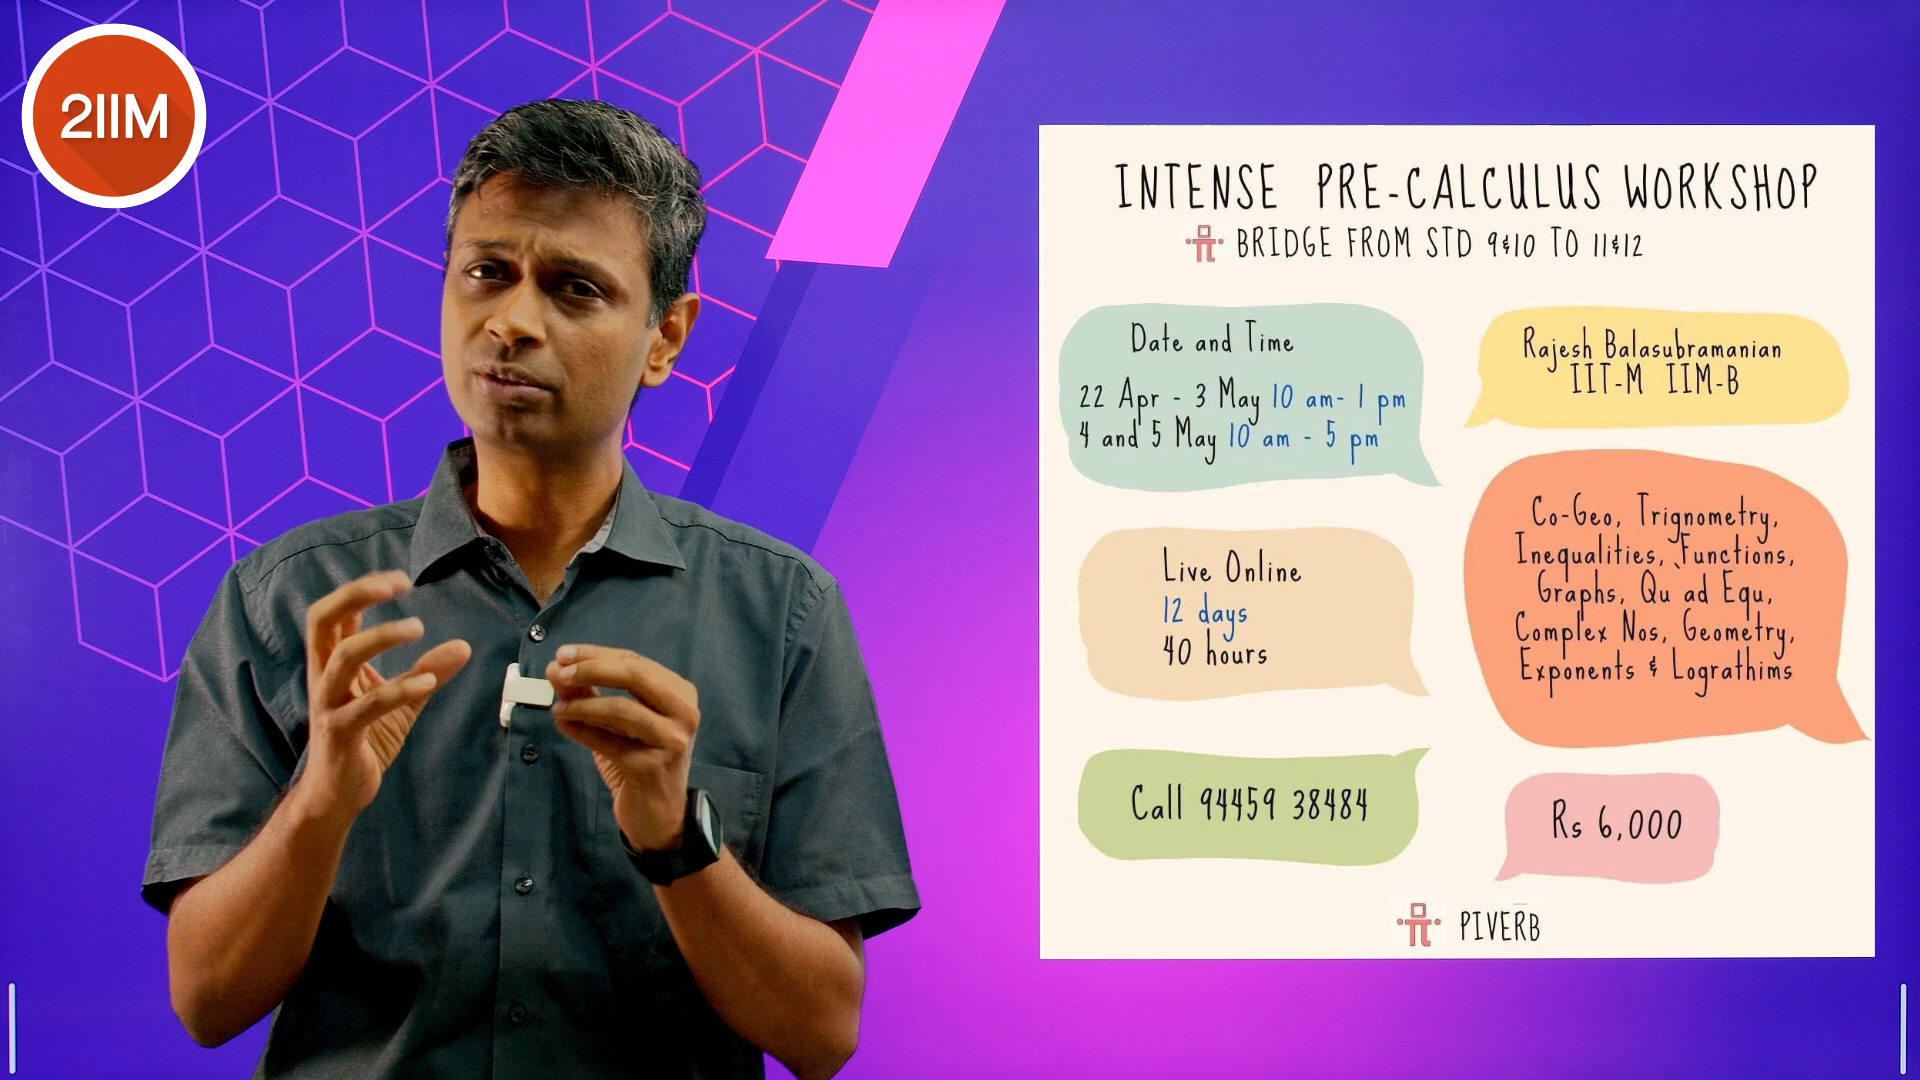 2IIM
INTENSE PRE-CALCULUS WORKSHOP
BRIDGE FROM STD 9&10 TO 11&12
Date and Time
22 Apr - 3 May 10 am- 1 pm
4 and 5 May 10 am - 5 pm
Rajesh Balasubramanian
IIT-M IIM-B
Live Online
12 days
40 hours
Co-Geo, Trignometry,
Inequalities, Functions,
Graphs, Qu ad Equ,
Complex Nos, Geometry,
Exponents & Lograthims
Call 94459 38484
Rs 6,000
PIVERB